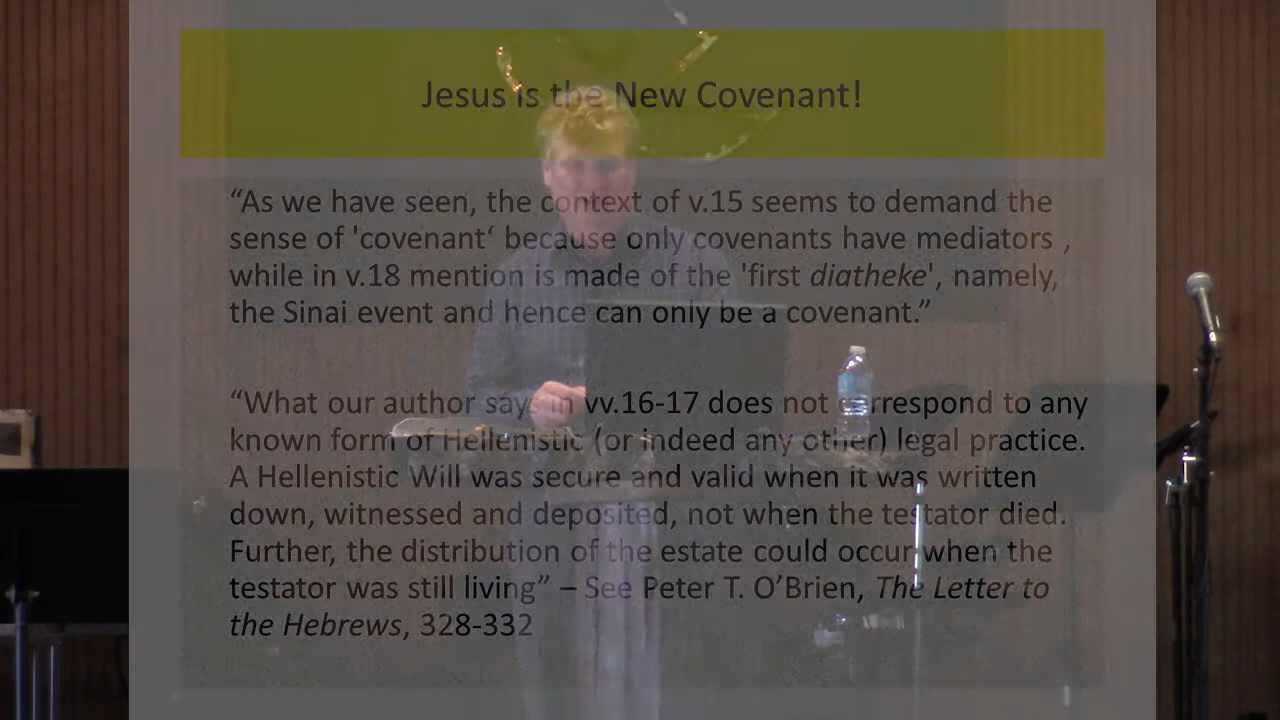 Jesus is the New Covenant!
“As we have seen, the context of v.15 seems to demand the
sense of 'covenant‘ because only covenants have mediators ,
while in v.18 mention is made of the 'first diatheke', namely,
the Sinai event and hence can only be a covenant.”
“What our author says in vv.16-17 does not correspond to any
known form of Hellenistic (or indeed any other) legal practice.
A Hellenistic Will was secure and valid when it was written
down, witnessed and deposited, not when the testator died.
Further, the distribution of the estate could occur when the
testator was still living” – See Peter T. O’Brien, The Letter to
the Hebrews, 328-332